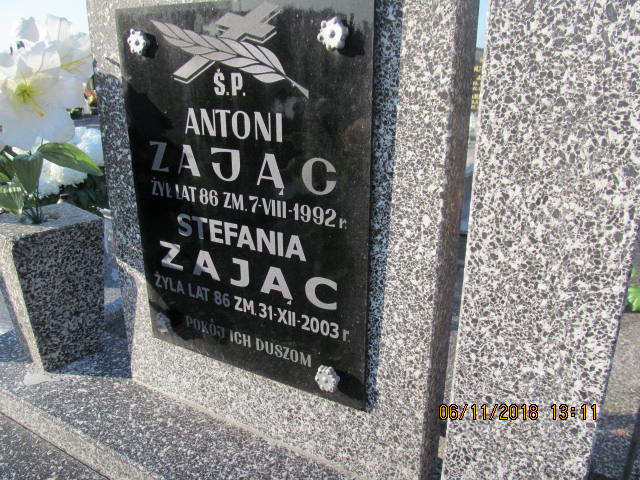 Ś.P.
ANTONI
ZAJĄC
ŻYŁ LAT 86 ZM. 7-VIII-1992 r.
STEFANIA
ZAJĄC
ŻYŁA LAT 86 ZM. 31-XII-2003 r.
POKÓJ ICH DUSZOM
06/11/2018 13:11